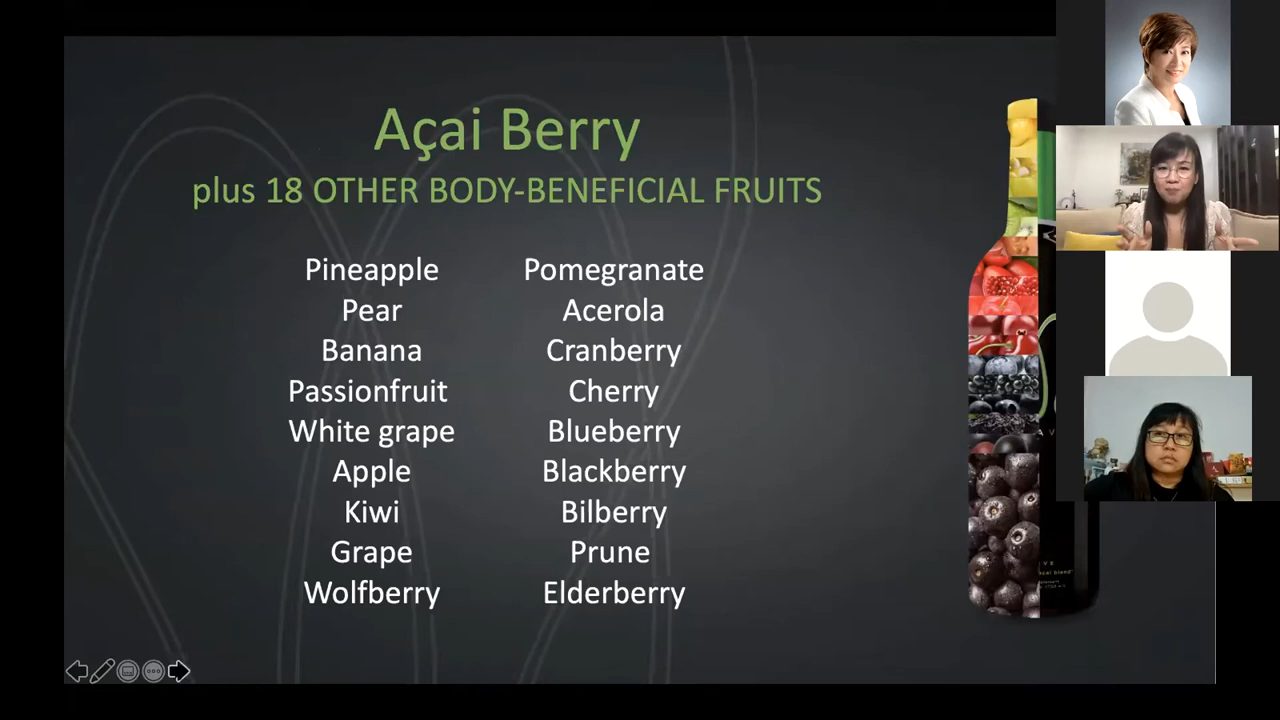 Açai Berry
plus 18 OTHER BODY-BENEFICIAL FRUITS
Pineapple
Pear
Banana
Passionfruit
White grape
Apple
Kiwi
Grape
Wolfberry
Pomegranate
Acerola
Cranberry
Cherry
Blueberry
Blackberry
Bilberry
Prune
Elderberry